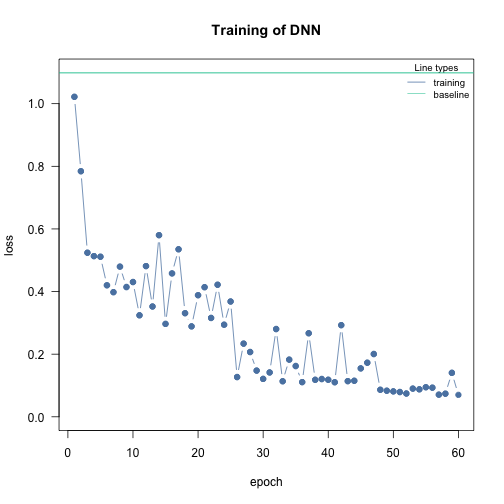 Training of DNN
Line types
training
baseline
1.0
0.8
0.6
0.4
0.2
0.0
loss
0 10 20 30 40 50 60
epoch